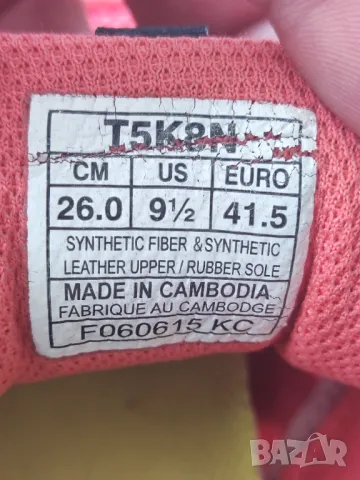 T5K8N
CM US EURO
26.0 9½ 41.5
SYNTHETIC FIBER & SYNTHETIC
LEATHER UPPER / RUBBER SOLE
MADE IN CAMBODIA
FABRIQUE AU CAMBODGE
F060615 KC
BAZAR